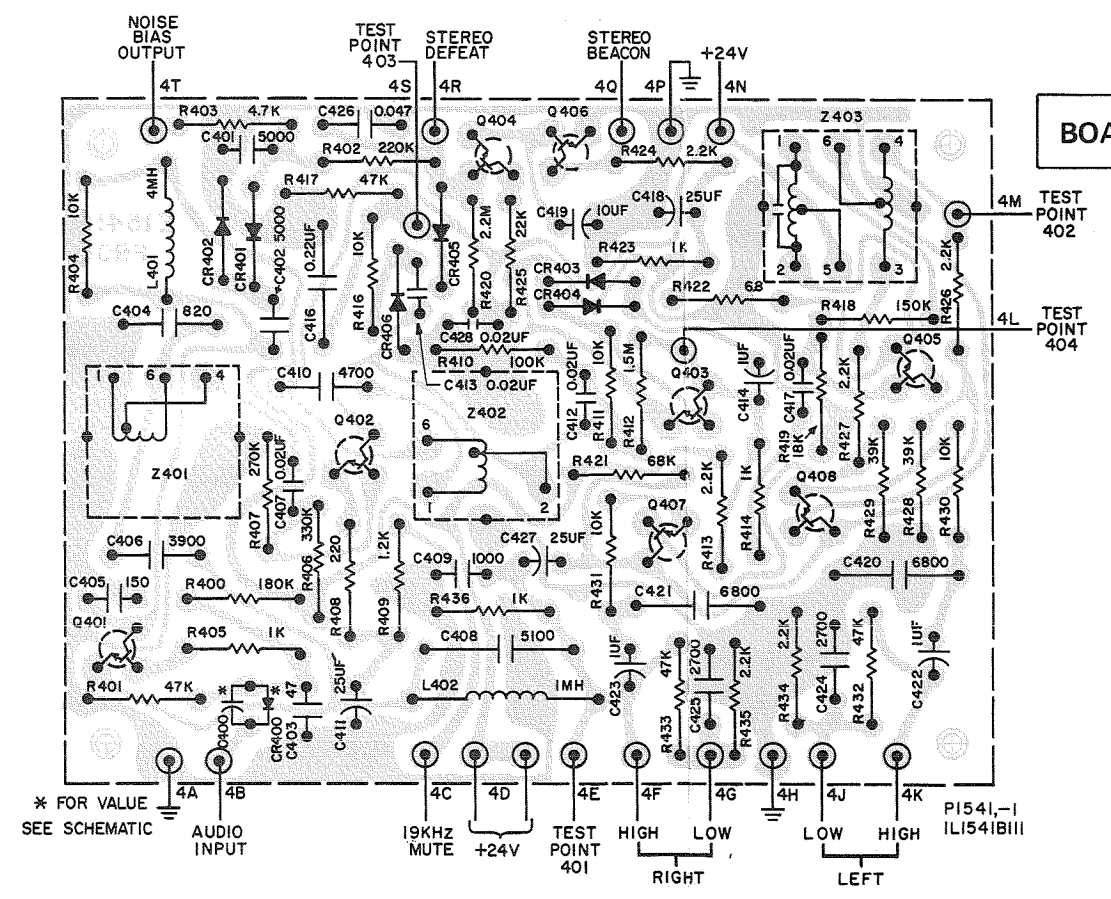 NOISE
BIAS
OUTPUT
TEST
POINT
403
STEREO
DEFEAT
STEREO
BEACON
+24V
4T
4S
4R
4Q
4P
4N
R403 4.7K
C426 0.047
Q404
Q406
Z403
C401 5000
R402 220K
R424 2.2K
1 6 4
BOA
4MH
R417 47K
C418 25UF
4M
TEST
POINT
402
10K
C419 10UF
2.2M
22K
R423 1K
CR402
CR401
C402 5000
0.22UF
10K
CR405
L401
R404
CR403
2 5 3
2.2K
R420
R425
CR404
R422 68
C404 820
C416
R416
CR406
R418 150K
R426
4L
TEST
POINT
404
C428 0.02UF
R410 100K
Q405
C410 4700
C413 0.02UF
0.02UF
10K
1.5M
Q403
1UF
0.02UF
2.2K
6 4
Z402
C412
R411
R412
C414
C417
R419
18K
R427
Q402
6
Z401
270K
0.02UF
R421 68K
39K
39K
10K
R407
C407
1 2
2.2K
1K
Q408
330K
C427 25UF
10K
Q407
R429
R428
R430
C406 3900
R406
220
1.2K
C409 1000
R413
R414
C420 6800
C405 150
R400 180K
R408
R409
R436 1K
R431
C421 6800
Q401
R405 1K
C408 5100
1UF
47K
2700
2.2K
2.2K
2700
47K
1UF
25UF
R401 47K
*
*
47
L402 1MH
C423
R433
C425
R435
R434
C424
R432
C422
C400
CR400
C403
C411
4A
4B
4C
4D
4E
4F
4G
4H
4J
4K
* FOR VALUE
SEE SCHEMATIC
AUDIO
INPUT
19KHz
MUTE
+24V
TEST
POINT
401
HIGH LOW
RIGHT
LOW HIGH
LEFT
P1541,-1
IL1541B111